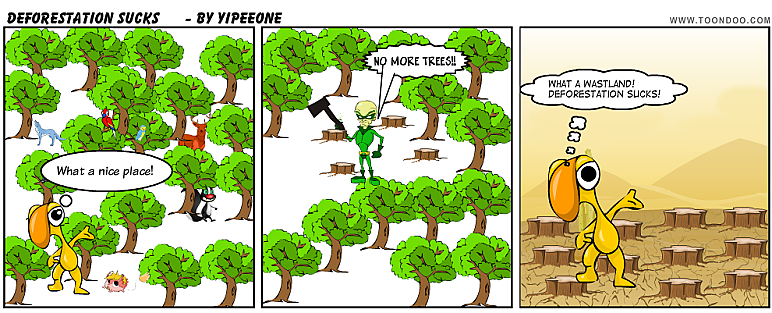 DEFORESTATION SUCKS - BY YIPEEONE
WWW.TOONDOO.COM
What a nice place!
NO MORE TREES!!
WHAT A WASTLAND!
DEFORESTATION SUCKS!